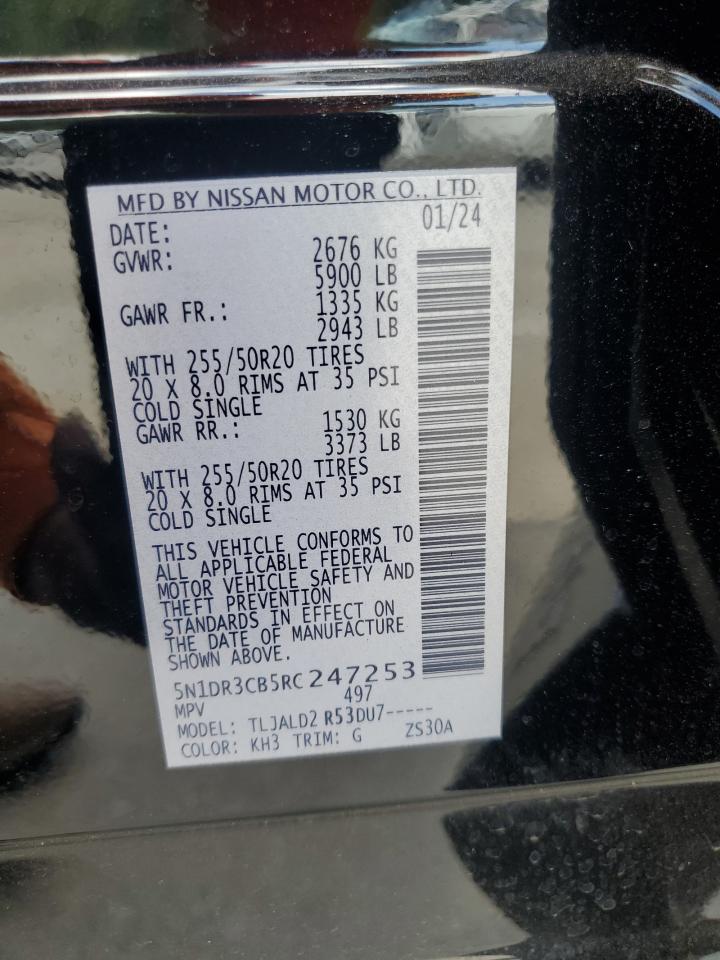 MFD BY NISSAN MOTOR CO., LTD.
DATE: 01/24
GVWR: 2676 KG
5900 LB
GAWR FR.: 1335 KG
2943 LB
WITH 255/50R20 TIRES
20 X 8.0 RIMS AT 35 PSI
COLD SINGLE
GAWR RR.: 1530 KG
3373 LB
WITH 255/50R20 TIRES
20 X 8.0 RIMS AT 35 PSI
COLD SINGLE
THIS VEHICLE CONFORMS TO
ALL APPLICABLE FEDERAL
MOTOR VEHICLE SAFETY AND
THEFT PREVENTION
STANDARDS IN EFFECT ON
THE DATE OF MANUFACTURE
SHOWN ABOVE.
5N1DR3CB5RC247253
MPV 497
MODEL: TLJALD2 R53DU7-----
COLOR: KH3 TRIM: G ZS30A